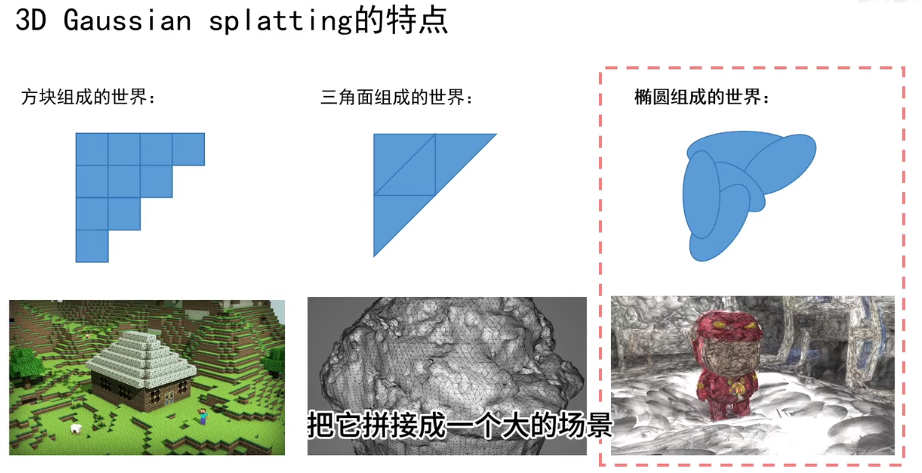 3D Gaussian splatting的特点
方块组成的世界：
三角面组成的世界：
椭圆组成的世界：
把它拼接成一个大的场景